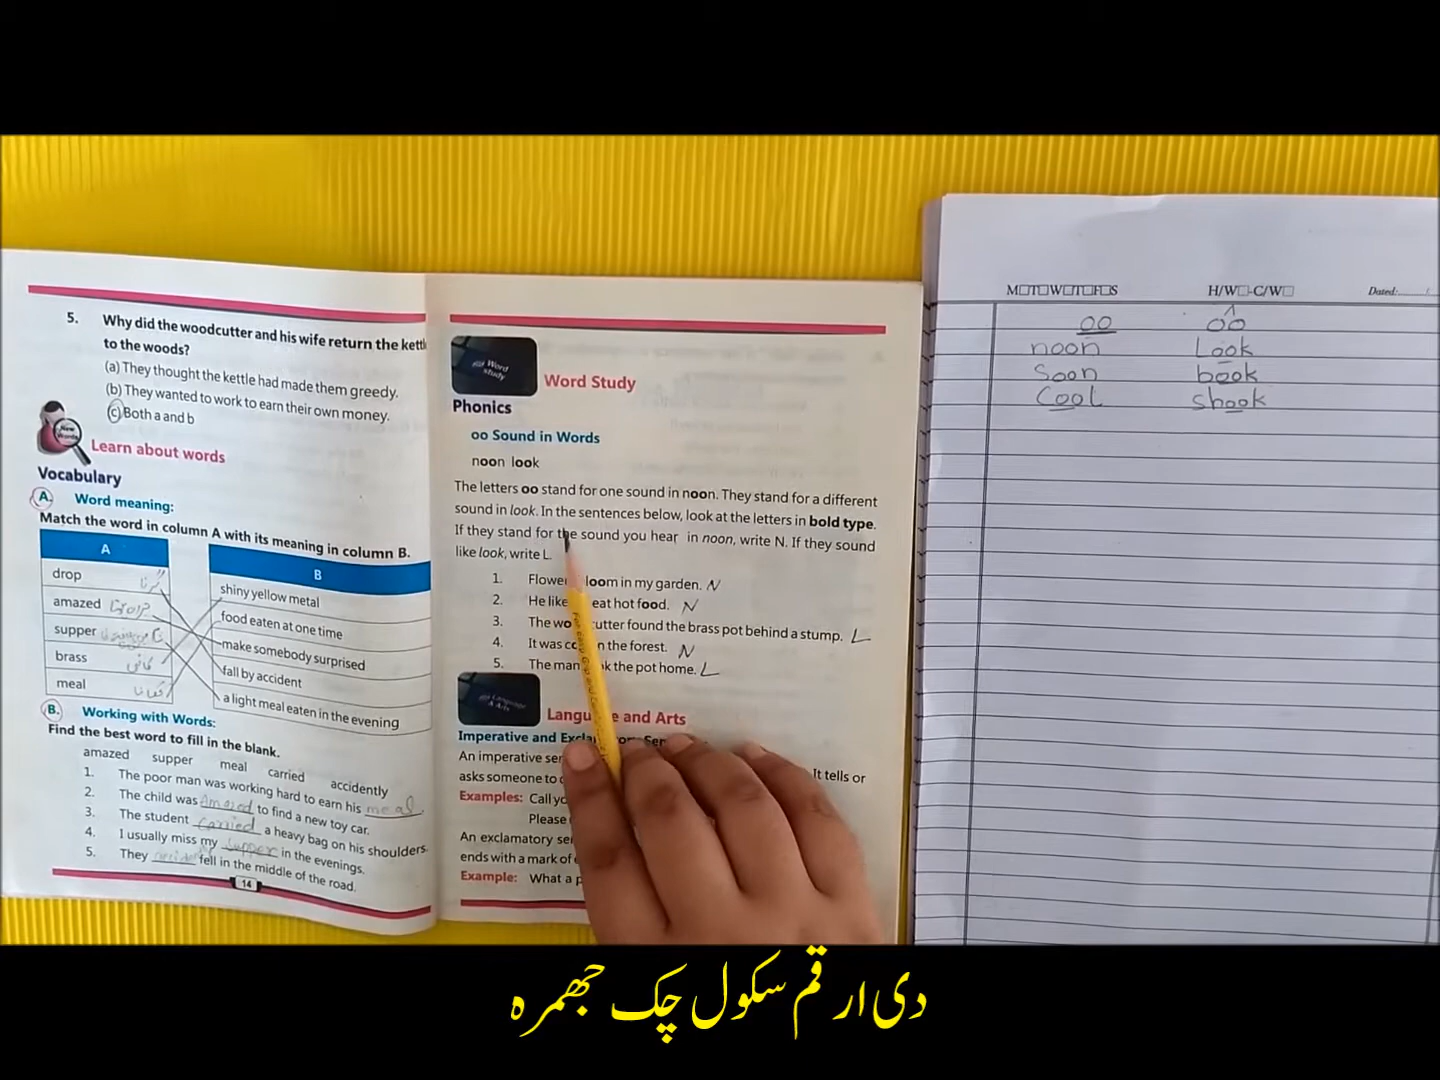 5. Why did the woodcutter and his wife return the kettl
to the woods?
(a) They thought the kettle had made them greedy.
(b) They wanted to work to earn their own money.
(c) Both a and b
New Words
Learn about words
Vocabulary
A. Word meaning:
Match the word in column A with its meaning in column B.
A
drop گرنا
amazed
supper
brass
meal کھانا
B
shiny yellow metal
food eaten at one time
make somebody surprised
fall by accident
a light meal eaten in the evening
B. Working with Words:
Find the best word to fill in the blank.
amazed supper meal carried accidently
1. The poor man was working hard to earn his meal.
2. The child was Amazed to find a new toy car.
3. The student carried a heavy bag on his shoulders.
4. I usually miss my supper in the evenings.
5. They fell in the middle of the road.
14
Word Study
Word Study
Phonics
oo Sound in Words
noon look
The letters oo stand for one sound in noon. They stand for a different
sound in look. In the sentences below, look at the letters in bold type.
If they stand for the sound you hear in noon, write N. If they sound
like look, write L.
1. Flowe loom in my garden. N
2. He like eat hot food. N
3. The wo cutter found the brass pot behind a stump. L
4. It was co n the forest. N
5. The man k the pot home. L
Language & Arts
Language and Arts
Imperative and Excla
An imperative se It tells or
asks someone to
Examples: Call yo
Please
An exclamatory se
ends with a mark of
Example: What a p
M□T□W□T□F□S H/W□-C/W□ Dated:
oo oo
noon Look
Soon book
Cool shook
دی ارقم سکول چک جھمرہ